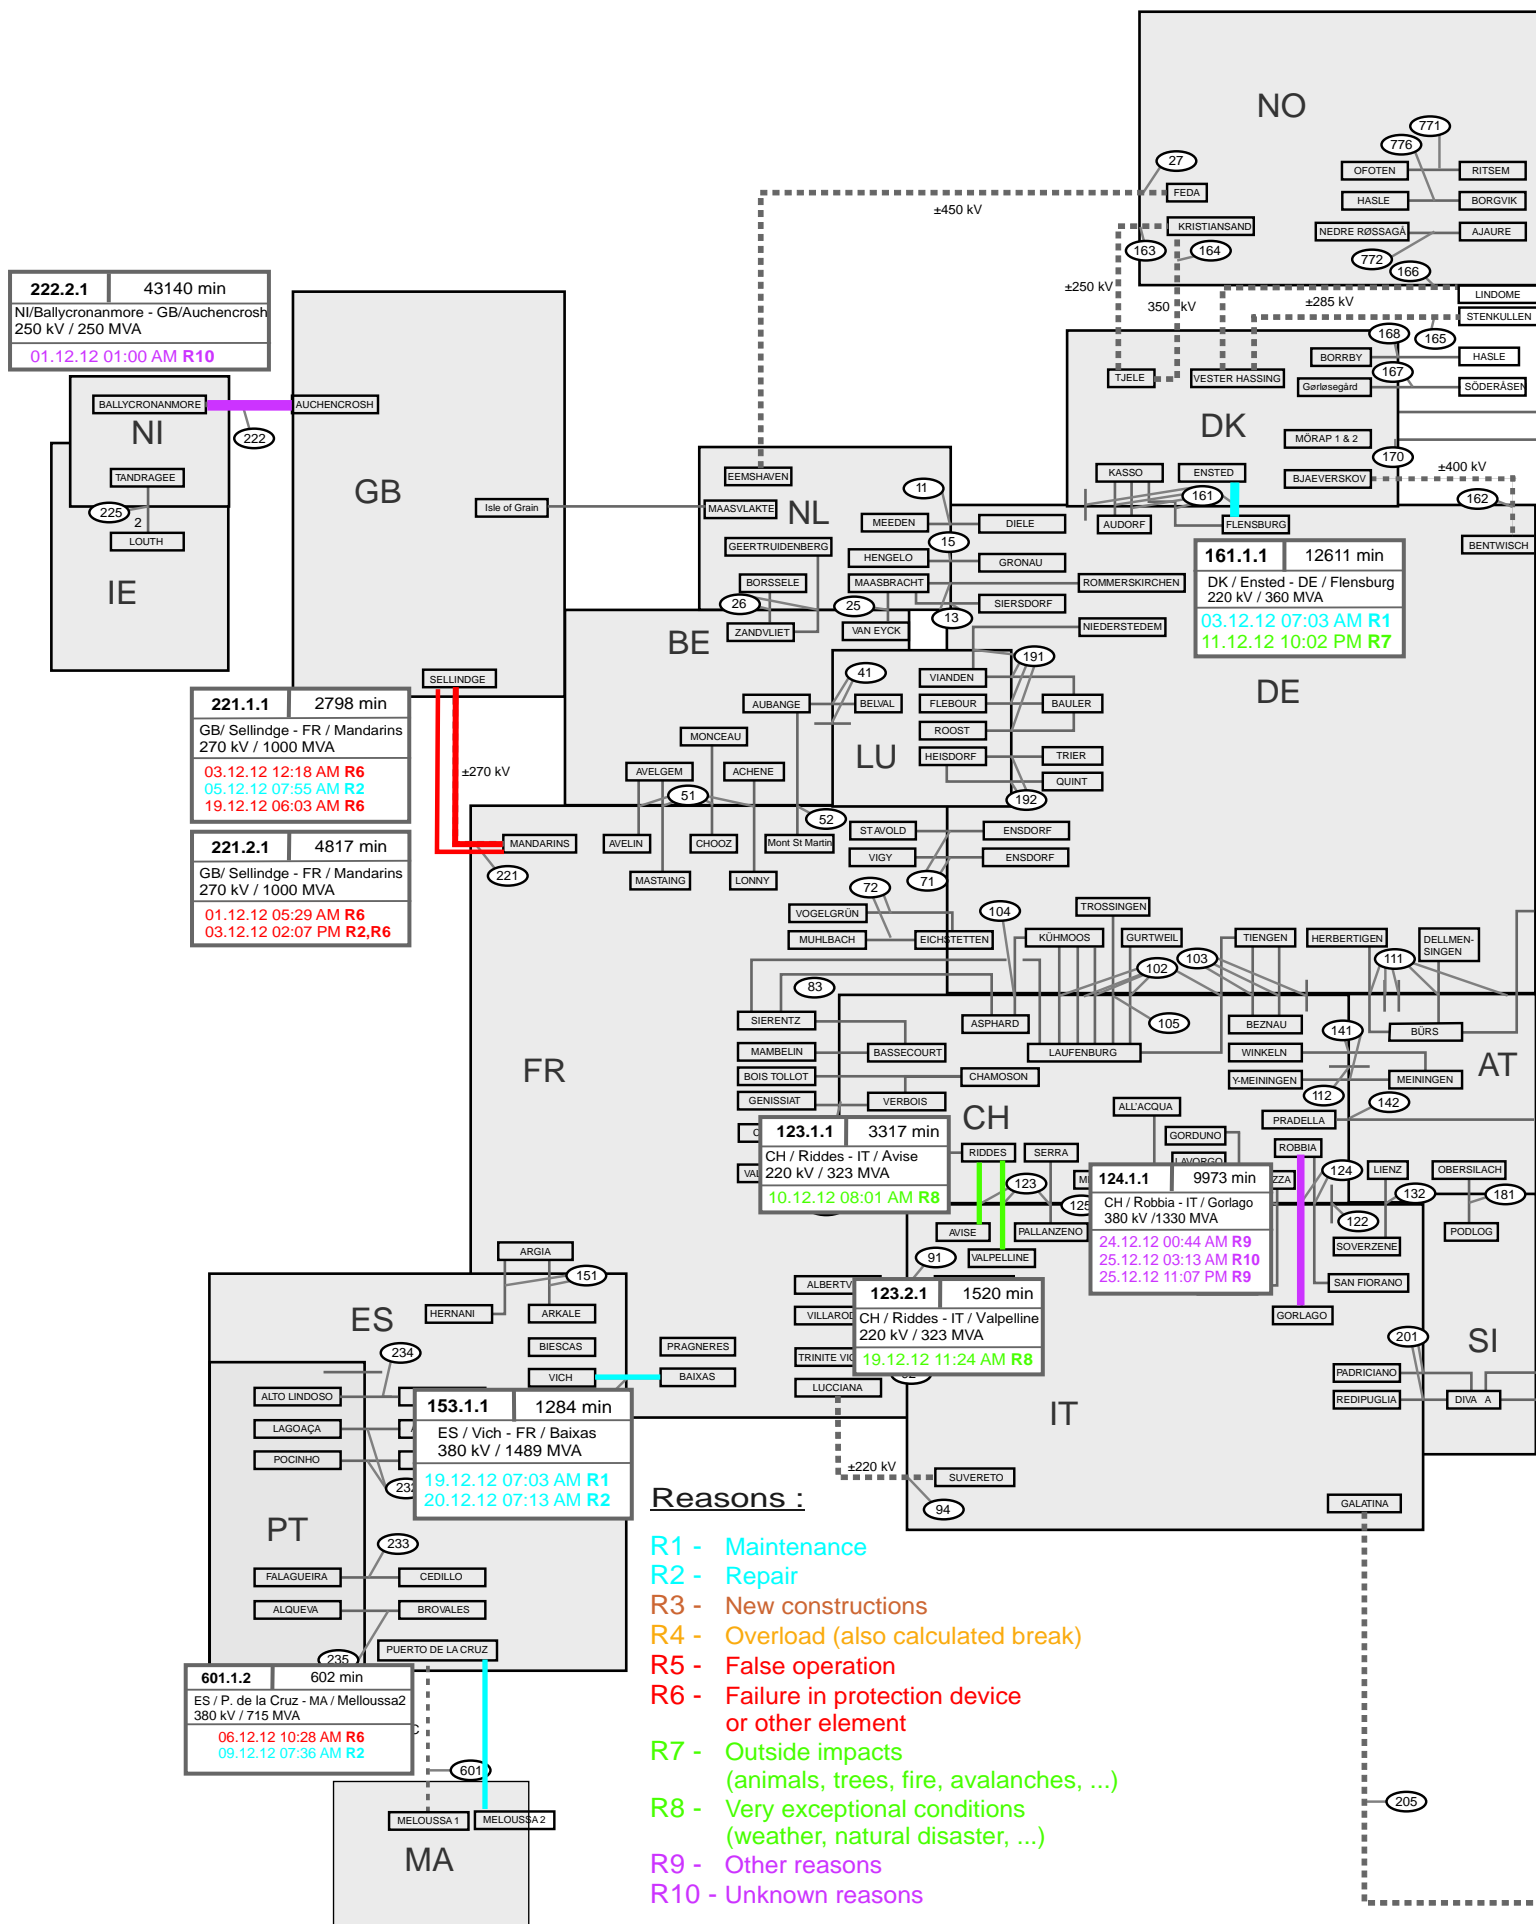 NO
771
776
27
OFOTEN
RITSEM
FEDA
HASLE
BORGVIK
±450 kV
KRISTIANSAND
NEDRE RØSSAGÅ
AJAURE
163
164
772
166
222.2.1 43140 min
NI/Ballycronanmore - GB/Auchencrosh
250 kV / 250 MVA
01.12.12 01:00 AM R10
±250 kV
350 kV
±285 kV
LINDOME
STENKULLEN
168
165
BORRBY
HASLE
167
TJELE
VESTER HASSING
Gørløsegård
SÖDERÅSEN
BALLYCRONANMORE
AUCHENCROSH
NI
222
DK
MÖRAP 1 & 2
170
GB
TANDRAGEE
EEMSHAVEN
KASSO
ENSTED
BJAEVERSKOV
±400 kV
11
161
162
Isle of Grain
MAASVLAKTE
NL
225
2
MEEDEN
DIELE
AUDORF
FLENSBURG
LOUTH
15
BENTWISCH
GEERTRUIDENBERG
HENGELO
GRONAU
161.1.1 12611 min
DK / Ensted - DE / Flensburg
220 kV / 360 MVA
03.12.12 07:03 AM R1
11.12.12 10:02 PM R7
IE
BORSSELE
MAASBRACHT
ROMMERSKIRCHEN
26
25
SIERSDORF
13
ZANDVLIET
VAN EYCK
NIEDERSTEDEM
BE
191
SELLINDGE
41
VIANDEN
DE
221.1.1 2798 min
GB/ Sellindge - FR / Mandarins
270 kV / 1000 MVA
03.12.12 12:18 AM R6
05.12.12 07:55 AM R2
19.12.12 06:03 AM R6
AUBANGE
BELVAL
FLEBOUR
BAULER
ROOST
MONCEAU
LU
HEISDORF
TRIER
±270 kV
AVELGEM
ACHENE
QUINT
51
192
52
221.2.1 4817 min
GB/ Sellindge - FR / Mandarins
270 kV / 1000 MVA
01.12.12 05:29 AM R6
03.12.12 02:07 PM R2,R6
MANDARINS
AVELIN
CHOOZ
Mont St Martin
ST AVOLD
ENSDORF
VIGY
ENSDORF
221
MASTAING
LONNY
71
72
TROSSINGEN
VOGELGRÜN
104
MUHLBACH
EICHSTETTEN
KÜHMOOS
GURTWEIL
TIENGEN
HERBERTIGEN
DELLMEN-
SINGEN
103
111
102
83
SIERENTZ
ASPHARD
105
BEZNAU
141
BÜRS
MAMBELIN
BASSECOURT
LAUFENBURG
WINKELN
FR
AT
BOIS TOLLOT
CHAMOSON
Y-MEININGEN
MEININGEN
GENISSIAT
VERBOIS
112
142
CH
ALL'ACQUA
PRADELLA
123.1.1 3317 min
CH / Riddes - IT / Avise
220 kV / 323 MVA
10.12.12 08:01 AM R8
GORDUNO
RIDDES
SERRA
ROBBIA
124
LIENZ
OBERSILACH
123
132
181
125
124.1.1 9973 min
CH / Robbia - IT / Gorlago
380 kV /1330 MVA
24.12.12 00:44 AM R9
25.12.12 03:13 AM R10
25.12.12 11:07 PM R9
122
AVISE
PALLANZENO
PODLOG
SOVERZENE
ARGIA
VALPELLINE
91
151
SAN FIORANO
HERNANI
ARKALE
GORLAGO
ES
123.2.1 1520 min
CH / Riddes - IT / Valpelline
220 kV / 323 MVA
19.12.12 11:24 AM R8
201
SI
234
BIESCAS
PRAGNERES
VICH
BAIXAS
PADRICIANO
LUCCIANA
ALTO LINDOSO
REDIPUGLIA
DIVA A
IT
153.1.1 1284 min
ES / Vich - FR / Baixas
380 kV / 1489 MVA
19.12.12 07:03 AM R1
20.12.12 07:13 AM R2
LAGOAÇA
POCINHO
±220 kV
SUVERETO
94
GALATINA
PT
233
FALAGUEIRA
CEDILLO
ALQUEVA
BROVALES
PUERTO DE LA CRUZ
235
601.1.2 602 min
ES / P. de la Cruz - MA / Melloussa2
380 kV / 715 MVA
06.12.12 10:28 AM R6
09.12.12 07:36 AM R2
601
MELOUSSA 1
MELOUSSA 2
MA
205
Reasons :
R1 - Maintenance
R2 - Repair
R3 - New constructions
R4 - Overload (also calculated break)
R5 - False operation
R6 - Failure in protection device
or other element
R7 - Outside impacts
(animals, trees, fire, avalanches, ...)
R8 - Very exceptional conditions
(weather, natural disaster, ...)
R9 - Other reasons
R10 - Unknown reasons